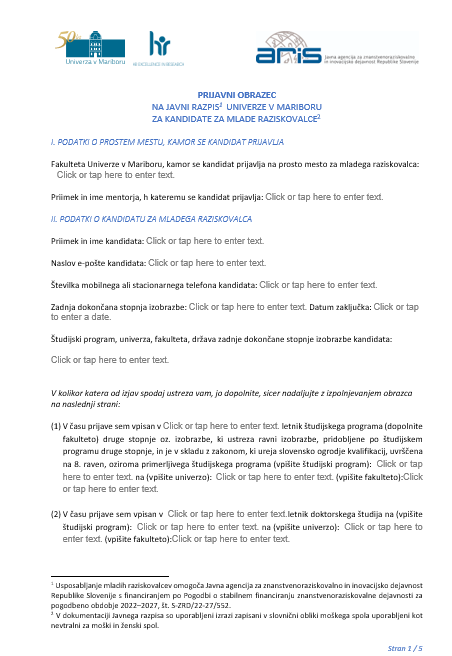 50
Univerza v Mariboru
HR EXCELLENCE IN RESEARCH
aris
Javna agencija za znanstvenoraziskovalno
in inovacijsko dejavnost Republike Slovenije
PRIJAVNI OBRAZEC
NA JAVNI RAZPIS¹ UNIVERZE V MARIBORU
ZA KANDIDATE ZA MLADE RAZISKOVALCE²
I. PODATKI O PROSTEM MESTU, KAMOR SE KANDIDAT PRIJAVLJA
Fakulteta Univerze v Mariboru, kamor se kandidat prijavlja na prosto mesto za mladega raziskovalca:
Click or tap here to enter text.
Priimek in ime mentorja, h kateremu se kandidat prijavlja: Click or tap here to enter text.
II. PODATKI O KANDIDATU ZA MLADEGA RAZISKOVALCA
Priimek in ime kandidata: Click or tap here to enter text.
Naslov e-pošte kandidata: Click or tap here to enter text.
Številka mobilnega ali stacionarnega telefona kandidata: Click or tap here to enter text.
Zadnja dokončana stopnja izobrazbe: Click or tap here to enter text. Datum zaključka: Click or tap
to enter a date.
Študijski program, univerza, fakulteta, država zadnje dokončane stopnje izobrazbe kandidata:
Click or tap here to enter text.
V kolikor katera od izjav spodaj ustreza vam, jo dopolnite, sicer nadaljujte z izpolnjevanjem obrazca
na naslednji strani:
(1) V času prijave sem vpisan v Click or tap here to enter text. letnik študijskega programa (dopolnite
fakulteto) druge stopnje oz. izobrazbe, ki ustreza ravni izobrazbe, pridobljene po študijskem
programu druge stopnje, in je v skladu z zakonom, ki ureja slovensko ogrodje kvalifikacij, uvrščena
na 8. raven, oziroma primerljivega študijskega programa (vpišite študijski program): Click or tap
here to enter text. na (vpišite univerzo): Click or tap here to enter text. (vpišite fakulteto):Click
or tap here to enter text.
(2) V času prijave sem vpisan v Click or tap here to enter text.letnik doktorskega študija na (vpišite
študijski program): Click or tap here to enter text. na (vpišite univerzo): Click or tap here to
enter text. (vpišite fakulteto):Click or tap here to enter text.
¹ Usposabljanje mladih raziskovalcev omogoča Javna agencija za znanstvenoraziskovalno in inovacijsko dejavnost
Republike Slovenije s financiranjem po Pogodbi o stabilnem financiranju znanstvenoraziskovalne dejavnosti za
pogodbeno obdobje 2022–2027, št. S-ZRD/22-27/552.
² V dokumentaciji Javnega razpisa so uporabljeni izrazi zapisani v slovnični obliki moškega spola uporabljeni kot
nevtralni za moški in ženski spol.
Stran 1 / 5